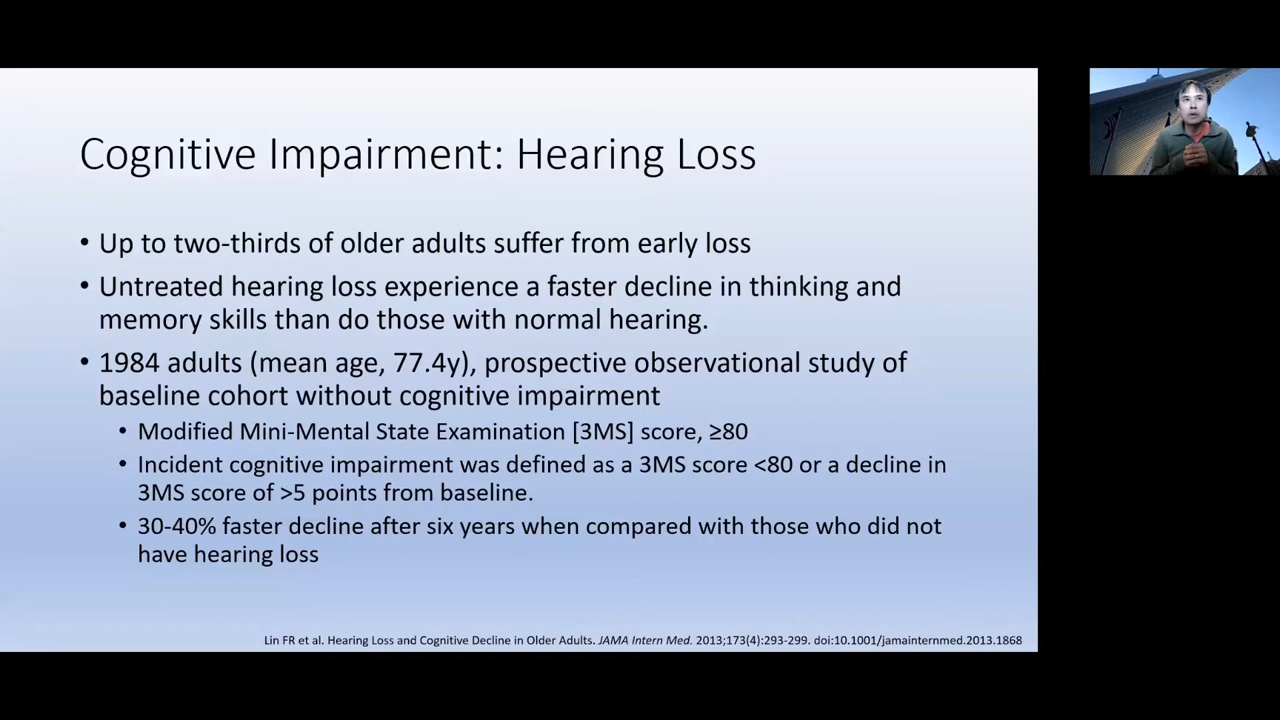 Cognitive Impairment: Hearing Loss
• Up to two-thirds of older adults suffer from early loss
• Untreated hearing loss experience a faster decline in thinking and
memory skills than do those with normal hearing.
• 1984 adults (mean age, 77.4y), prospective observational study of
baseline cohort without cognitive impairment
• Modified Mini-Mental State Examination [3MS] score, ≥80
• Incident cognitive impairment was defined as a 3MS score <80 or a decline in
3MS score of >5 points from baseline.
• 30-40% faster decline after six years when compared with those who did not
have hearing loss
Lin FR et al. Hearing Loss and Cognitive Decline in Older Adults. JAMA Intern Med. 2013;173(4):293-299. doi:10.1001/jamainternmed.2013.1868